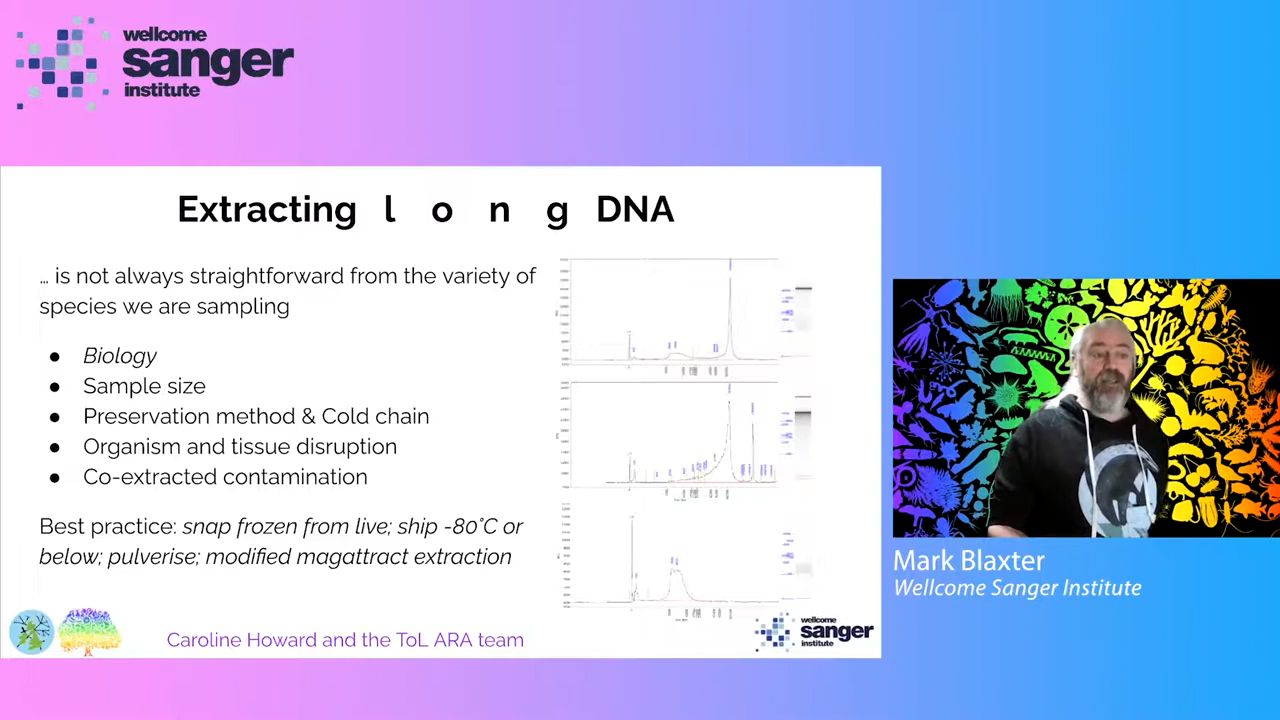 wellcome
sanger
institute
Extracting l o n g DNA
… is not always straightforward from the variety of
species we are sampling
● Biology
● Sample size
● Preservation method & Cold chain
● Organism and tissue disruption
● Co-extracted contamination
Best practice: snap frozen from live; ship -80°C or
below; pulverise; modified magattract extraction
Caroline Howard and the ToL ARA team
wellcome
sanger
institute
Mark Blaxter
Wellcome Sanger Institute